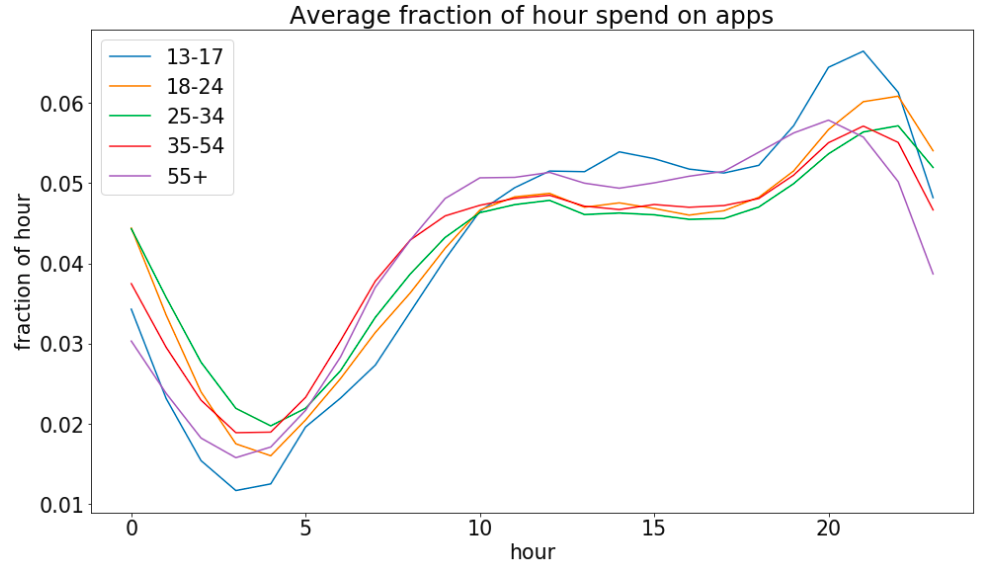 Average fraction of hour spend on apps
13-17
18-24
25-34
35-54
55+
fraction of hour
0.06
0.05
0.04
0.03
0.02
0.01
0 5 10 15 20
hour